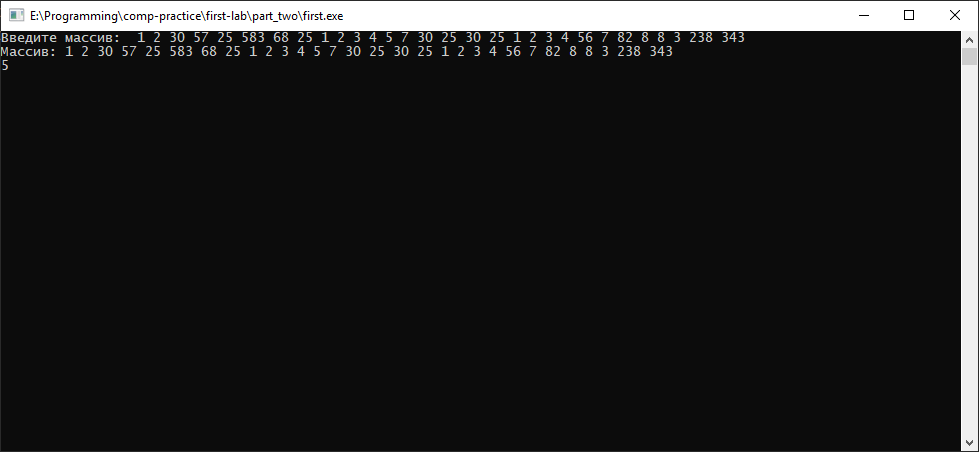 E:\Programming\comp-practice\first-lab\part_two\first.exe
Введите массив:  1 2 30 57 25 583 68 25 1 2 3 4 5 7 30 25 30 25 1 2 3 4 56 7 82 8 8 3 238 343
Массив: 1 2 30 57 25 583 68 25 1 2 3 4 5 7 30 25 30 25 1 2 3 4 56 7 82 8 8 3 238 343
5